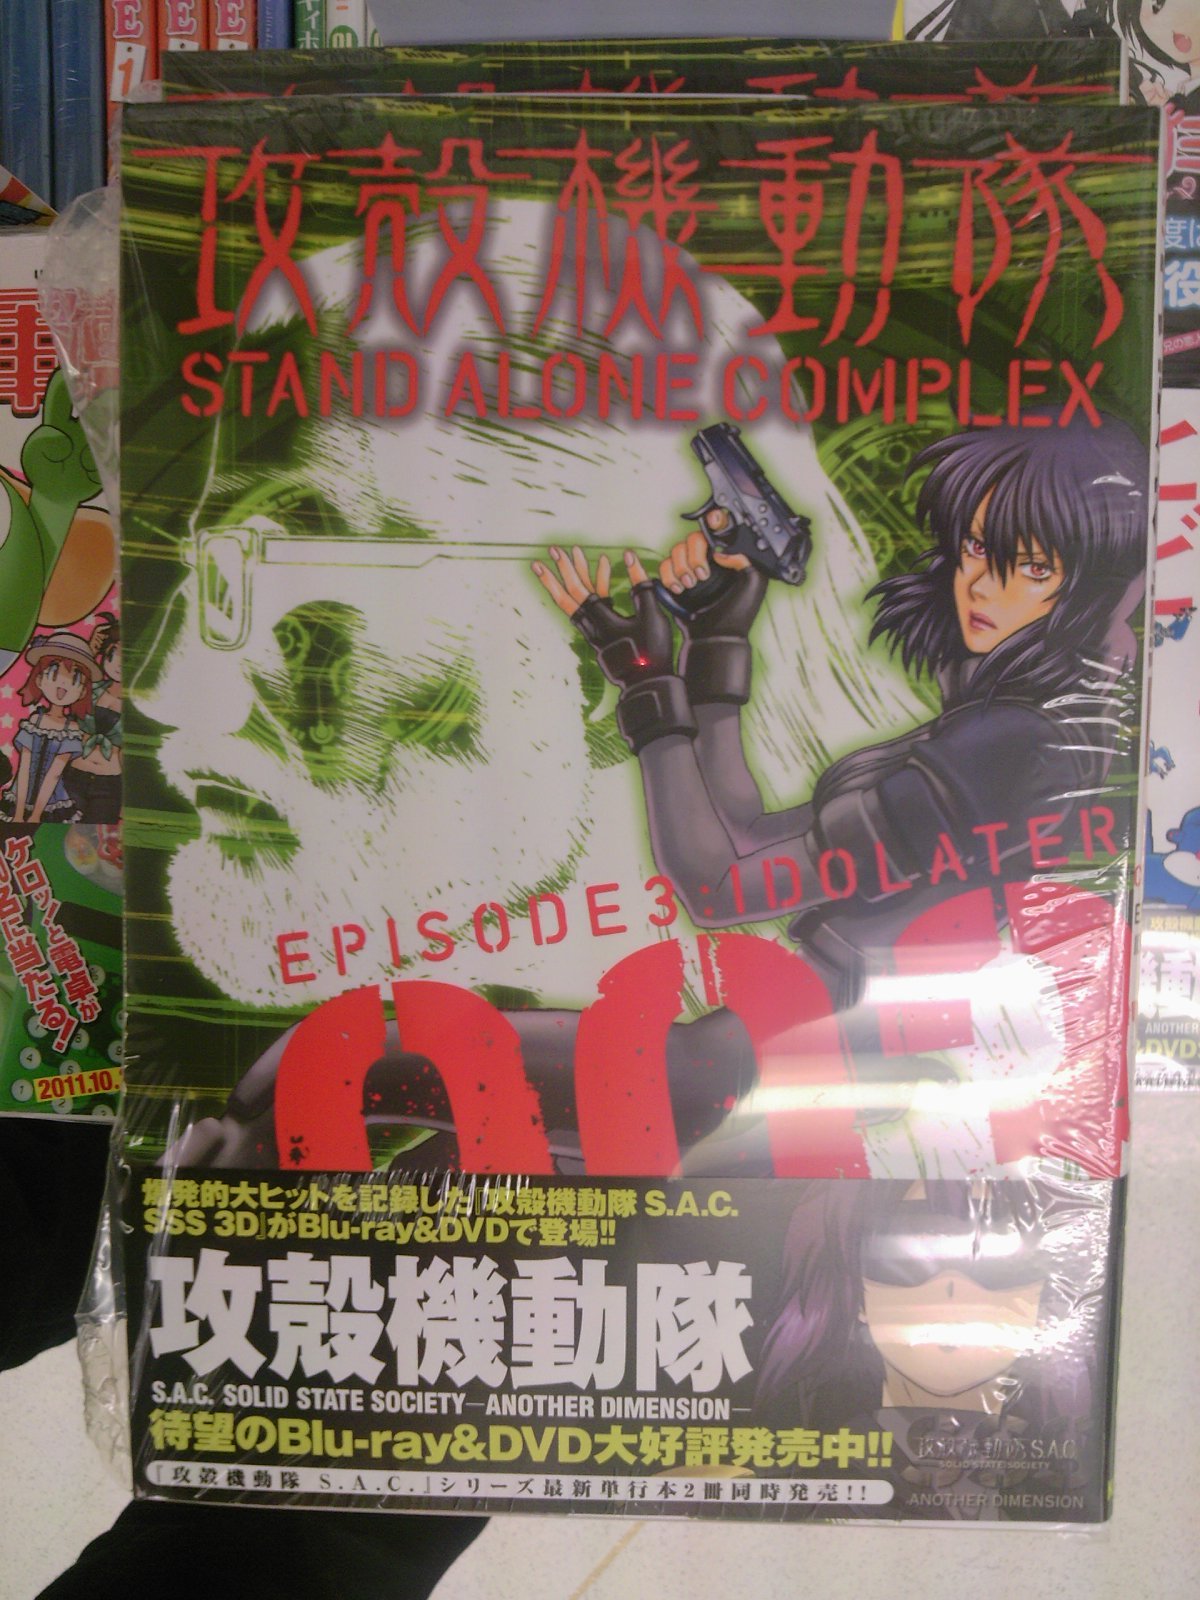 攻殻機動隊
STAND ALONE COMPLEX
EPISODE3:IDOLATER
003
爆発的大ヒットを記録した『攻殻機動隊 S.A.C.
SSS 3D』がBlu-ray&DVDで登場!!
攻殻機動隊
S.A.C. SOLID STATE SOCIETY—ANOTHER DIMENSION—
待望のBlu-ray&DVD大好評発売中!!
『攻殻機動隊 S.A.C.』シリーズ最新単行本2冊同時発売!!
攻殻機動隊 S.A.C.
SOLID STATE SOCIETY
ANOTHER DIMENSION
ケロッと電卓が
名に当たる!
2011.10.
役
ANOTHER
DVD